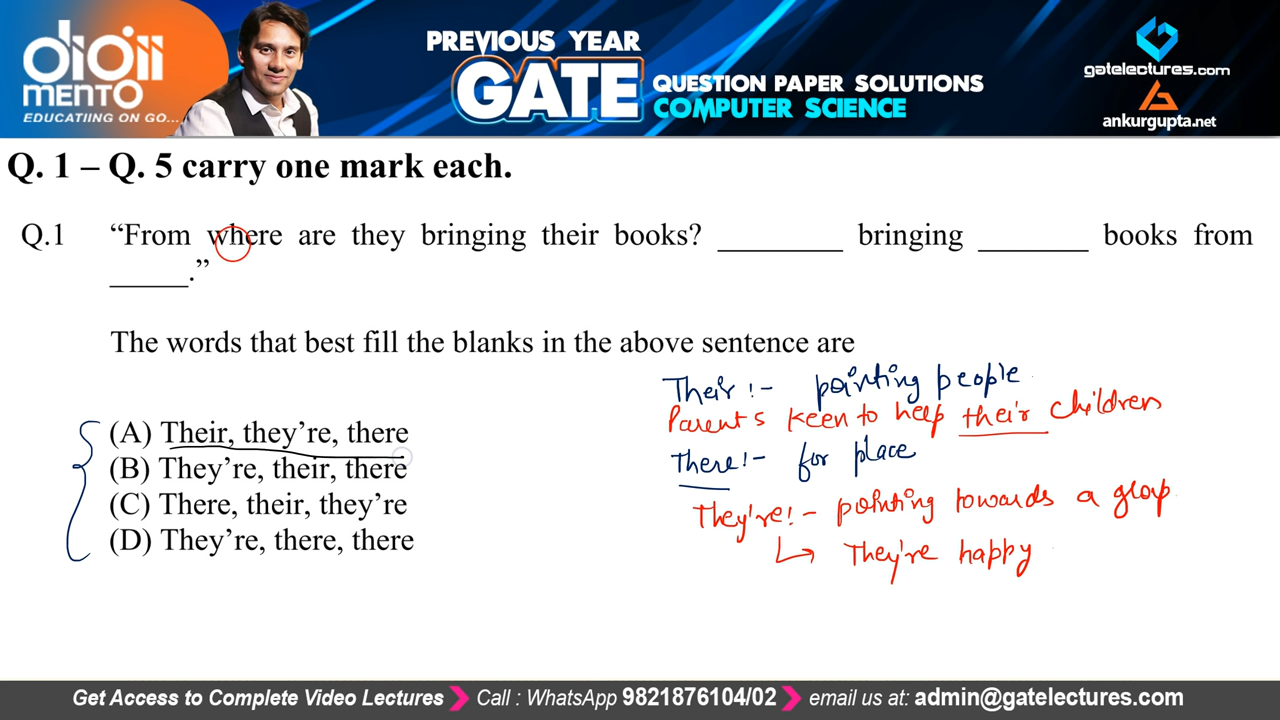 dıgıı
mento
EDUCATIING ON GO...
PREVIOUS YEAR
GATE
QUESTION PAPER SOLUTIONS
COMPUTER SCIENCE
gatelectures.com
ankurgupta.net
Q. 1 – Q. 5 carry one mark each.
Q.1 “From where are they bringing their books? ________ bringing _______ books from
_____.”
The words that best fill the blanks in the above sentence are
(A) Their, they’re, there
(B) They’re, their, there
(C) There, their, they’re
(D) They’re, there, there
Their :- pointing people
Parents keen to help their children
There :- for place
They're :- pointing towards a group
↳ They're happy
Get Access to Complete Video Lectures Call : WhatsApp 9821876104/02 email us at: admin@gatelectures.com